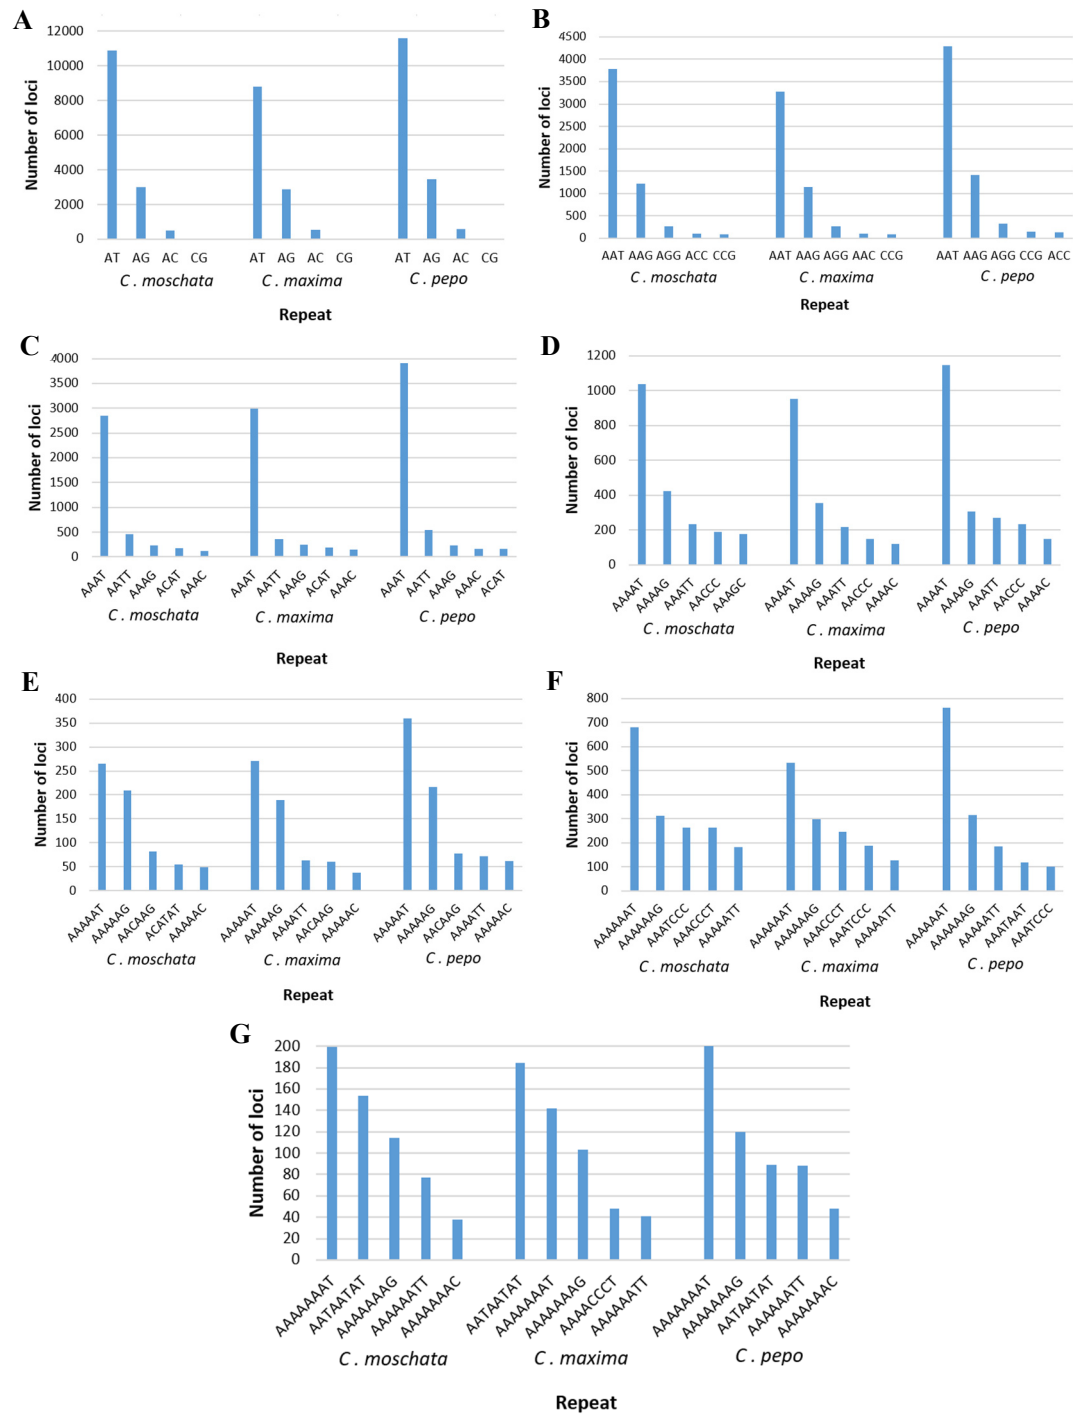 A
12000
10000
8000
6000
4000
2000
0
Number of loci
AT AG AC CG AT AG AC CG AT AG AC CG
C. moschata C. maxima C. pepo
Repeat
B
4500
4000
3500
3000
2500
2000
1500
1000
500
0
Number of loci
AAT AAG AGG ACC CCG AAT AAG AGG AAC CCG AAT AAG AGG CCG ACC
C. moschata C. maxima C. pepo
Repeat
C
4000
3500
3000
2500
2000
1500
1000
500
0
Number of loci
AAAT AATT AAAG ACAT AAAC AAAT AATT AAAG ACAT AAAC AAAT AATT AAAG AAAC ACAT
C. moschata C. maxima C. pepo
Repeat
D
1200
1000
800
600
400
200
0
Number of loci
AAAAT AAAAG AAATT AACCC AAAGC AAAAT AAAAG AAATT AACCC AAAAC AAAAT AAAAG AAATT AACCC AAAAC
C. moschata C. maxima C. pepo
Repeat
E
400
350
300
250
200
150
100
50
0
Number of loci
AAAAAT AAAAAG AACAAG ACATAT AAAAAC AAAAAT AAAAAG AAAATT AACAAG AAAAAC AAAAAT AAAAAG AACAAG AAAATT AAAAAC
C. moschata C. maxima C. pepo
Repeat
F
800
700
600
500
400
300
200
100
0
Number of loci
AAAAAAT AAAAAAG AAATCCC AAACCCT AAAAATT AAAAAAT AAAAAAG AAACCCT AAATCCC AAAAATT AAAAAAT AAAAAAG AAAAATT AAATAAT AAATCCC
C. moschata C. maxima C. pepo
Repeat
G
200
180
160
140
120
100
80
60
40
20
0
Number of loci
AAAAAAAT AATAATAT AAAAAAAG AAAAAATT AAAAAAAC AATAATAT AAAAAAAT AAAAAAAG AAAACCCT AAAAAATT AAAAAAAT AAAAAAAG AATAATAT AAAAAATT AAAAAAAC
C. moschata C. maxima C. pepo
Repeat